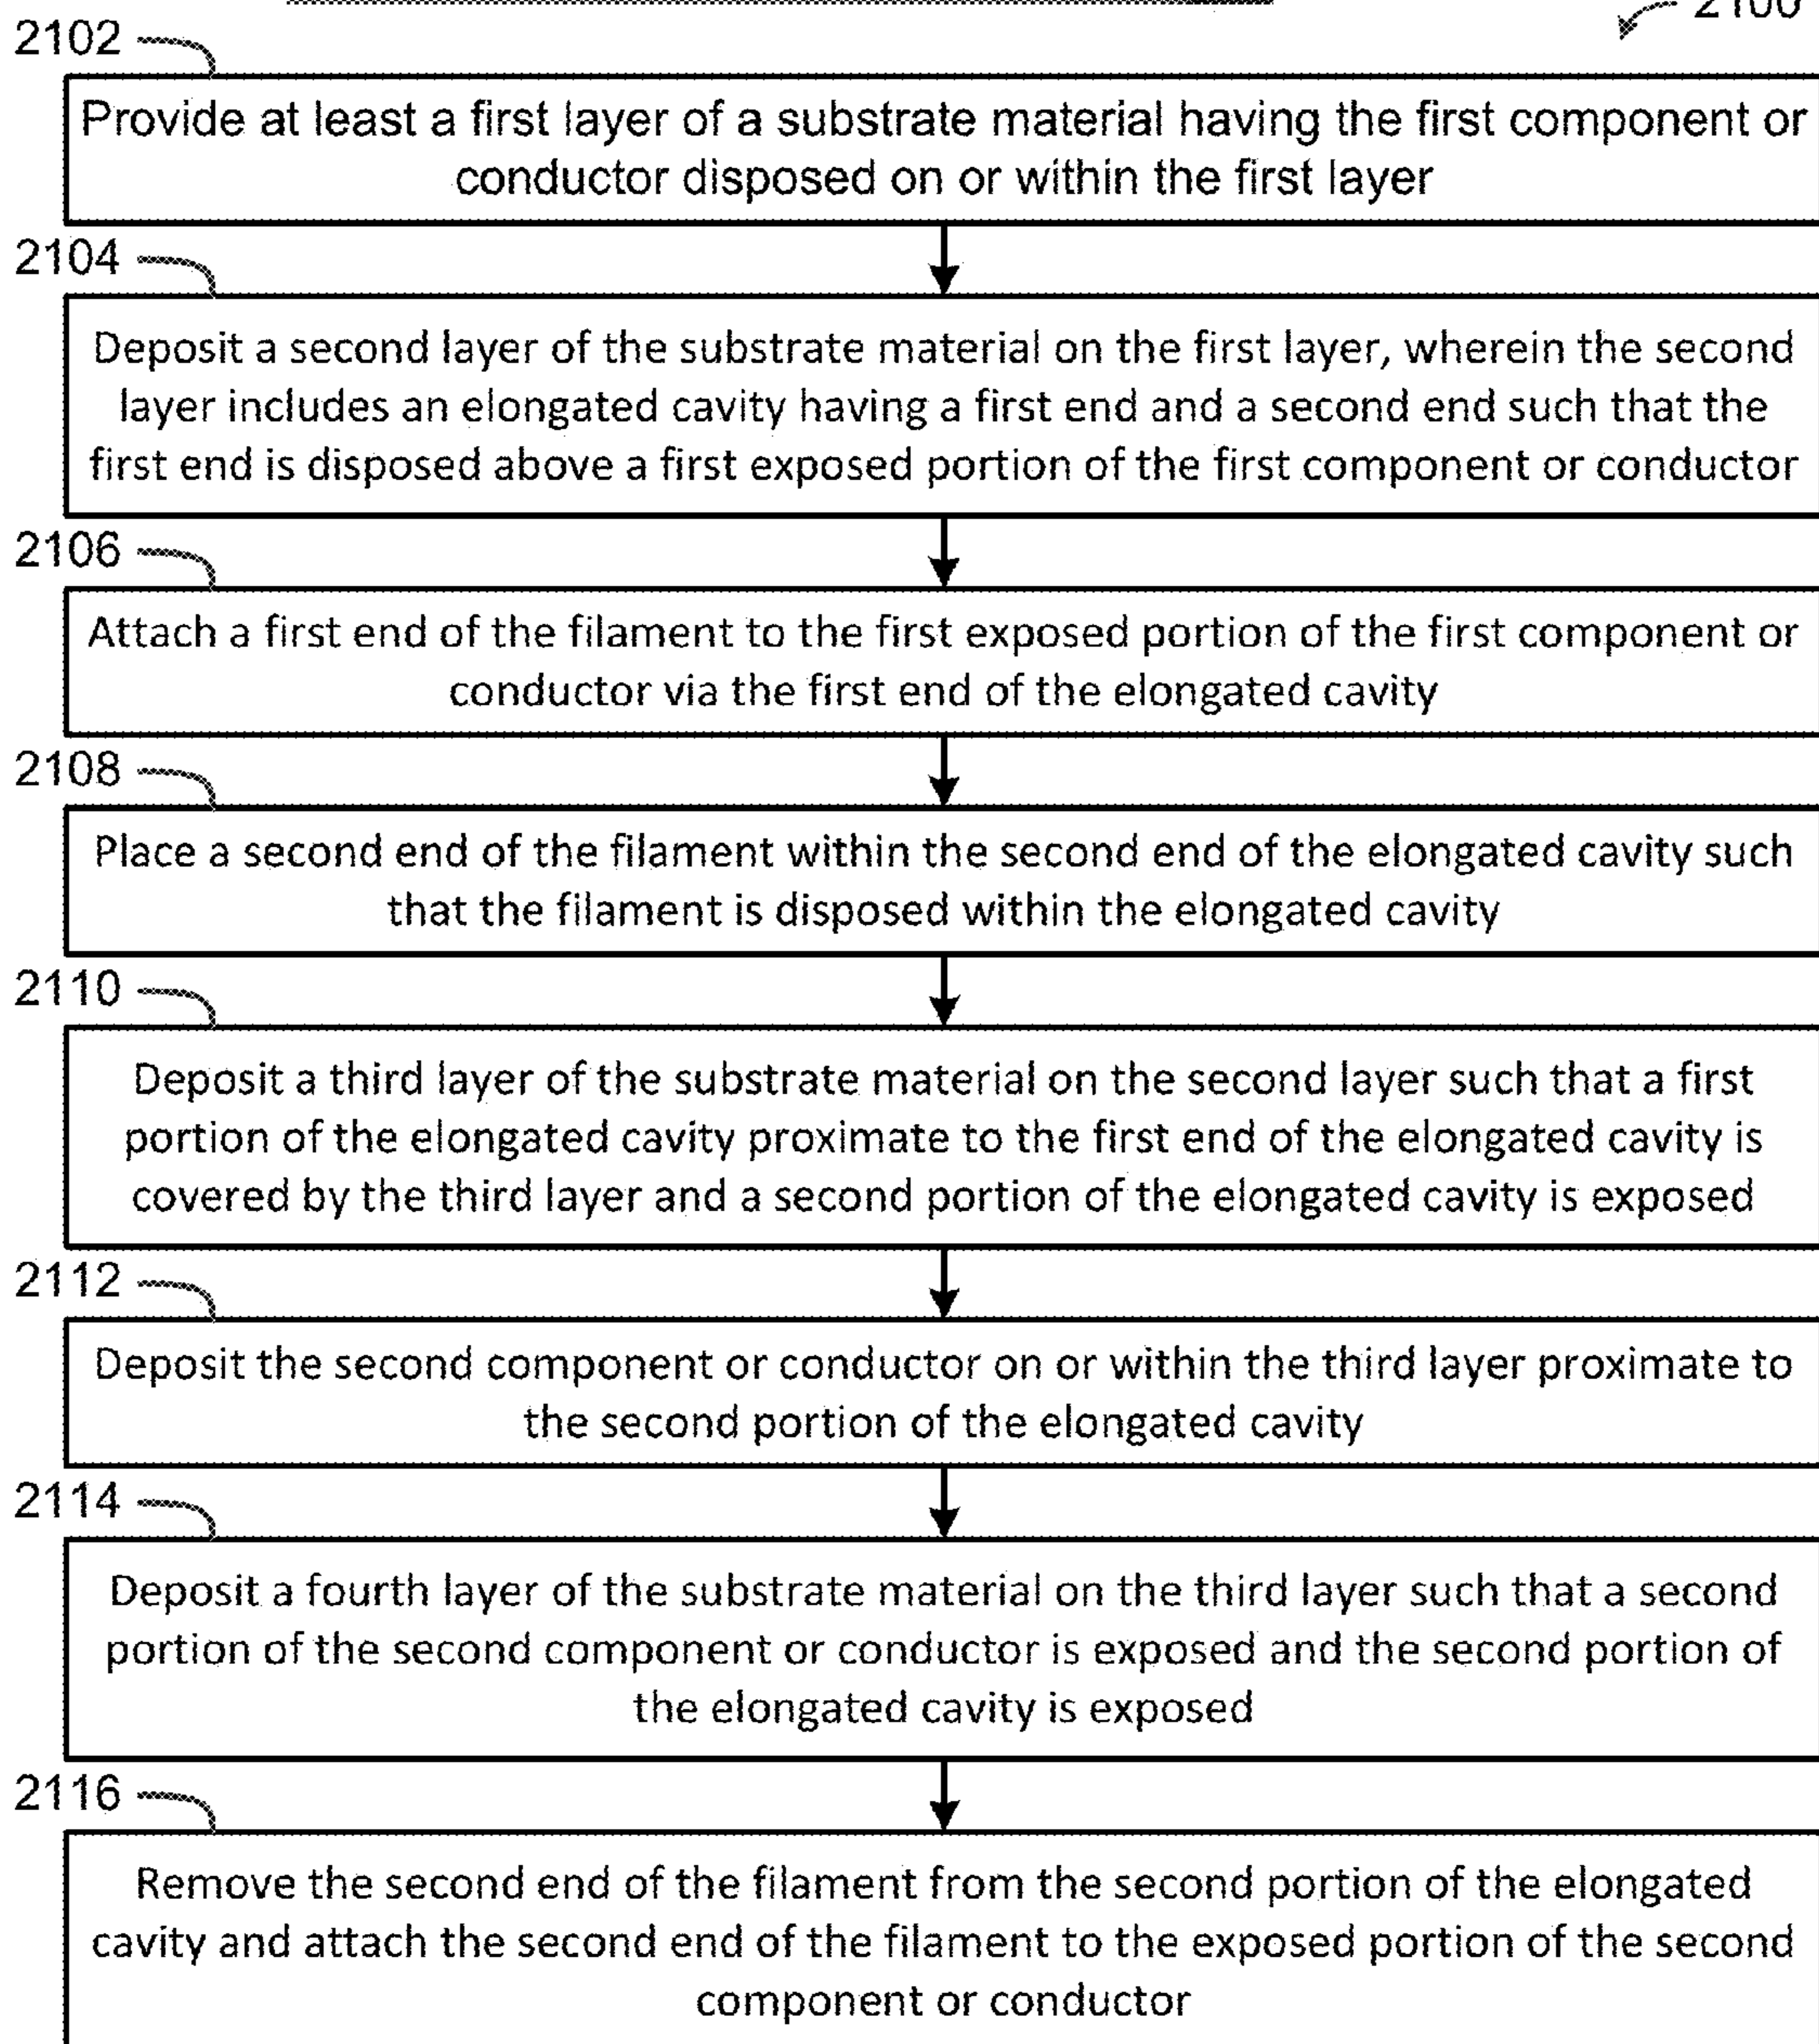 2100
2102
Provide at least a first layer of a substrate material having the first component or
conductor disposed on or within the first layer
2104
Deposit a second layer of the substrate material on the first layer, wherein the second
layer includes an elongated cavity having a first end and a second end such that the
first end is disposed above a first exposed portion of the first component or conductor
2106
Attach a first end of the filament to the first exposed portion of the first component or
conductor via the first end of the elongated cavity
2108
Place a second end of the filament within the second end of the elongated cavity such
that the filament is disposed within the elongated cavity
2110
Deposit a third layer of the substrate material on the second layer such that a first
portion of the elongated cavity proximate to the first end of the elongated cavity is
covered by the third layer and a second portion of the elongated cavity is exposed
2112
Deposit the second component or conductor on or within the third layer proximate to
the second portion of the elongated cavity
2114
Deposit a fourth layer of the substrate material on the third layer such that a second
portion of the second component or conductor is exposed and the second portion of
the elongated cavity is exposed
2116
Remove the second end of the filament from the second portion of the elongated
cavity and attach the second end of the filament to the exposed portion of the second
component or conductor